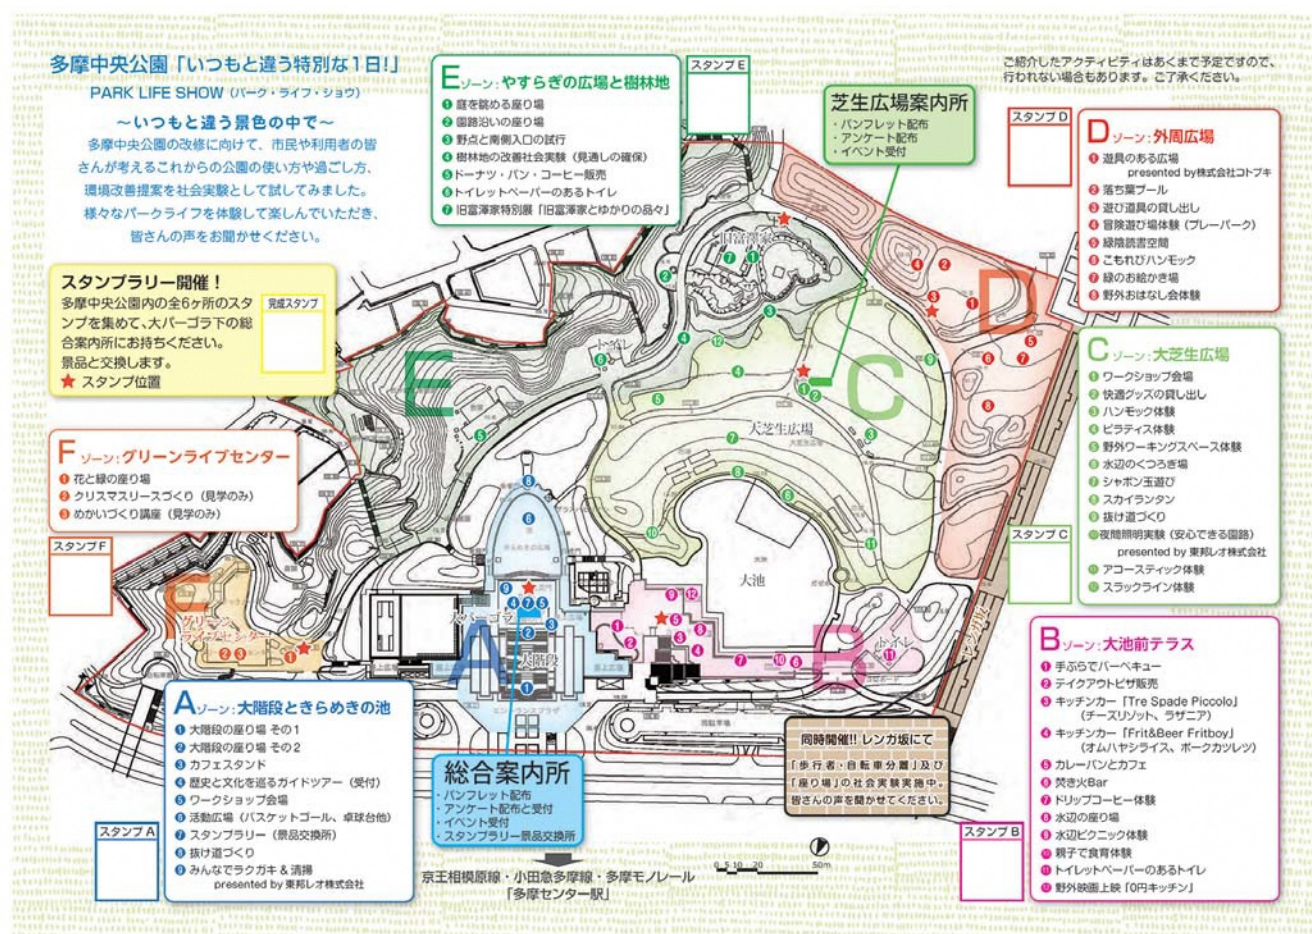 多摩中央公園「いつもと違う特別な1日!」
PARK LIFE SHOW（パーク・ライフ・ショウ）
〜いつもと違う景色の中で〜
多摩中央公園の改修に向けて、市民や利用者の皆
さんが考えるこれからの公園の使い方や過ごし方、
環境改善提案を社会実験として試してみました。
様々なパークライフを体験して楽しんでいただき、
皆さんの声をお聞かせください。
スタンプラリー開催！
多摩中央公園内の全6ヶ所のスタ
ンプを集めて、大パーゴラ下の総
合案内所にお持ちください。
景品と交換します。
★ スタンプ位置
完成スタンプ
Eゾーン：やすらぎの広場と樹林地
❶ 庭を眺める座り場
❷ 園路沿いの座り場
❸ 野点と南側入口の試行
❹ 樹林地の改善社会実験（見通しの確保）
❺ ドーナツ・パン・コーヒー販売
❻ トイレットペーパーのあるトイレ
❼ 旧富澤家特別展「旧富澤家とゆかりの品々」
スタンプ E
芝生広場案内所
・パンフレット配布
・アンケート配布
・イベント受付
ご紹介したアクティビティはあくまで予定ですので、
行われない場合もあります。ご了承ください。
スタンプ D
Dゾーン：外周広場
❶ 遊具のある広場
presented by株式会社コトブキ
❷ 落ち葉プール
❸ 遊び道具の貸し出し
❹ 冒険遊び場体験（プレーパーク）
❺ 緑陰読書空間
❻ こもれびハンモック
❼ 緑のお絵かき場
❽ 野外おはなし会体験
Cゾーン：大芝生広場
❶ ワークショップ会場
❷ 快適グッズの貸し出し
❸ ハンモック体験
❹ ピラティス体験
❺ 野外ワーキングスペース体験
❻ 水辺のくつろぎ場
❼ シャボン玉遊び
❽ スカイランタン
❾ 抜け道づくり
❿ 夜間照明実験（安心できる園路）
presented by 東邦レオ株式会社
⓫ アコースティック体験
⓬ スラックライン体験
スタンプ C
Fゾーン：グリーンライブセンター
❶ 花と緑の座り場
❷ クリスマスリースづくり（見学のみ）
❸ めかいづくり講座（見学のみ）
スタンプ F
旧富澤家
トイレ
E
D
C
大芝生広場
大芝生広場
大池
F
グリーン
ライブセンター
大パーゴラ
A
大階段
B
トイレ
レンガ坂
Aゾーン：大階段ときらめきの池
❶ 大階段の座り場 その1
❷ 大階段の座り場 その2
❸ カフェスタンド
❹ 歴史と文化を巡るガイドツアー（受付）
❺ ワークショップ会場
❻ 活動広場（バスケットゴール、卓球台他）
❼ スタンプラリー（景品交換所）
❽ 抜け道づくり
❾ みんなでラクガキ & 清掃
presented by 東邦レオ株式会社
スタンプ A
総合案内所
・パンフレット配布
・アンケート配布と受付
・イベント受付
・スタンプラリー景品交換所
京王相模原線・小田急多摩線・多摩モノレール
「多摩センター駅」
同時開催!! レンガ坂にて
「歩行者・自転車分離」及び
「座り場」の社会実験実施中。
皆さんの声を聞かせてください。
0 5 10 20 50m
スタンプ B
Bゾーン：大池前テラス
❶ 手ぶらでバーベキュー
❷ テイクアウトピザ販売
❸ キッチンカー「Tre Spade Piccolo」
（チーズリゾット、ラザニア）
❹ キッチンカー「Frit&Beer Fritboy」
（オムハヤシライス、ポークカツレツ）
❺ カレーパンとカフェ
❻ 焚き火Bar
❼ ドリップコーヒー体験
❽ 水辺の座り場
❾ 水辺ピクニック体験
❿ 親子で食育体験
⓫ トイレットペーパーのあるトイレ
⓬ 野外映画上映「0円キッチン」